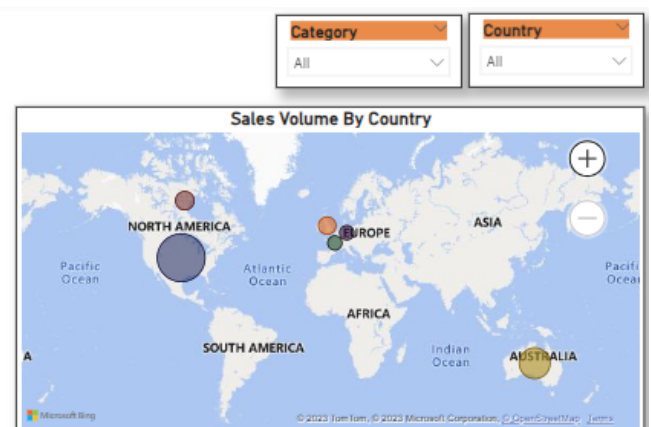 Category
Country
All
All
Sales Volume By Country
NORTH AMERICA
EUROPE
ASIA
Pacific
Ocean
Atlantic
Ocean
Pacifi
Ocea
AFRICA
SOUTH AMERICA
Indian
Ocean
AUSTRALIA
A
Microsoft Bing
© 2023 TomTom, © 2023 Microsoft Corporation, © OpenStreetMap Terms